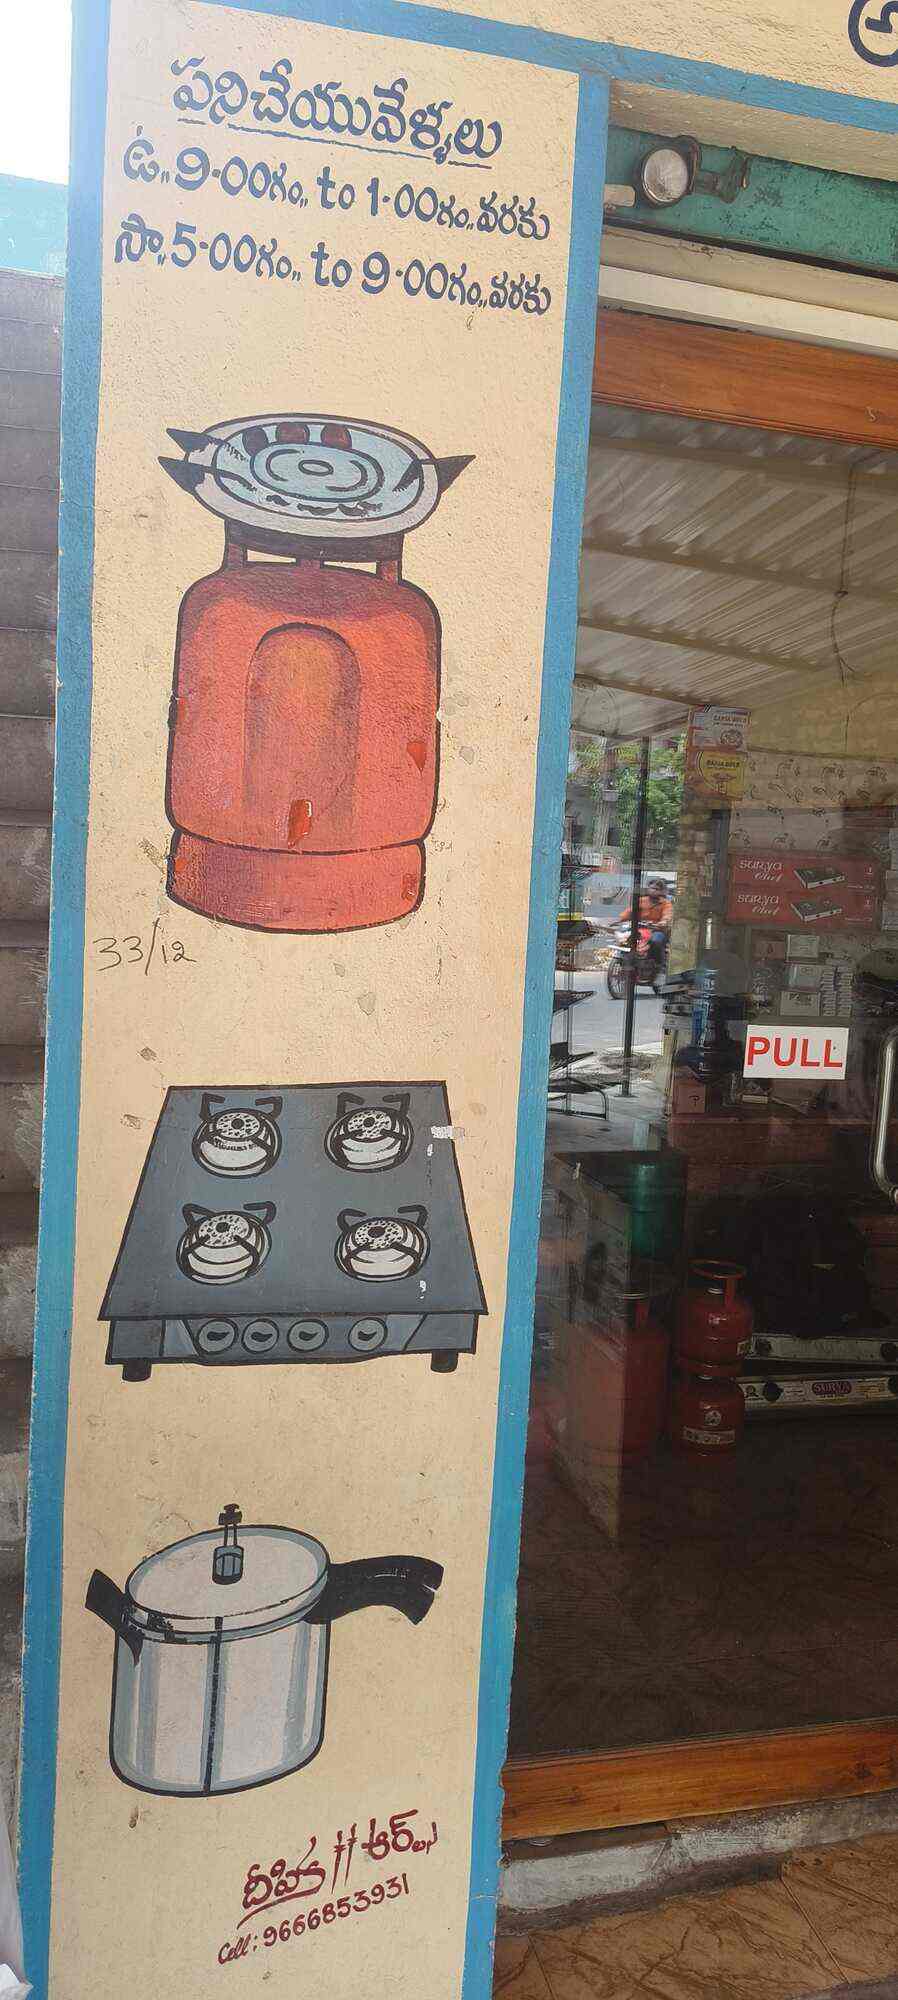 పనిచేయువేళ్ళలు
ఉ,, 9-00గం,, to 1-00గం,, వరకు
సా,, 5-00గం,, to 9-00గం,, వరకు
33/12
SURYA
Chef
SURYA
Chef
PULL
SURYA
Cell: 9666853931